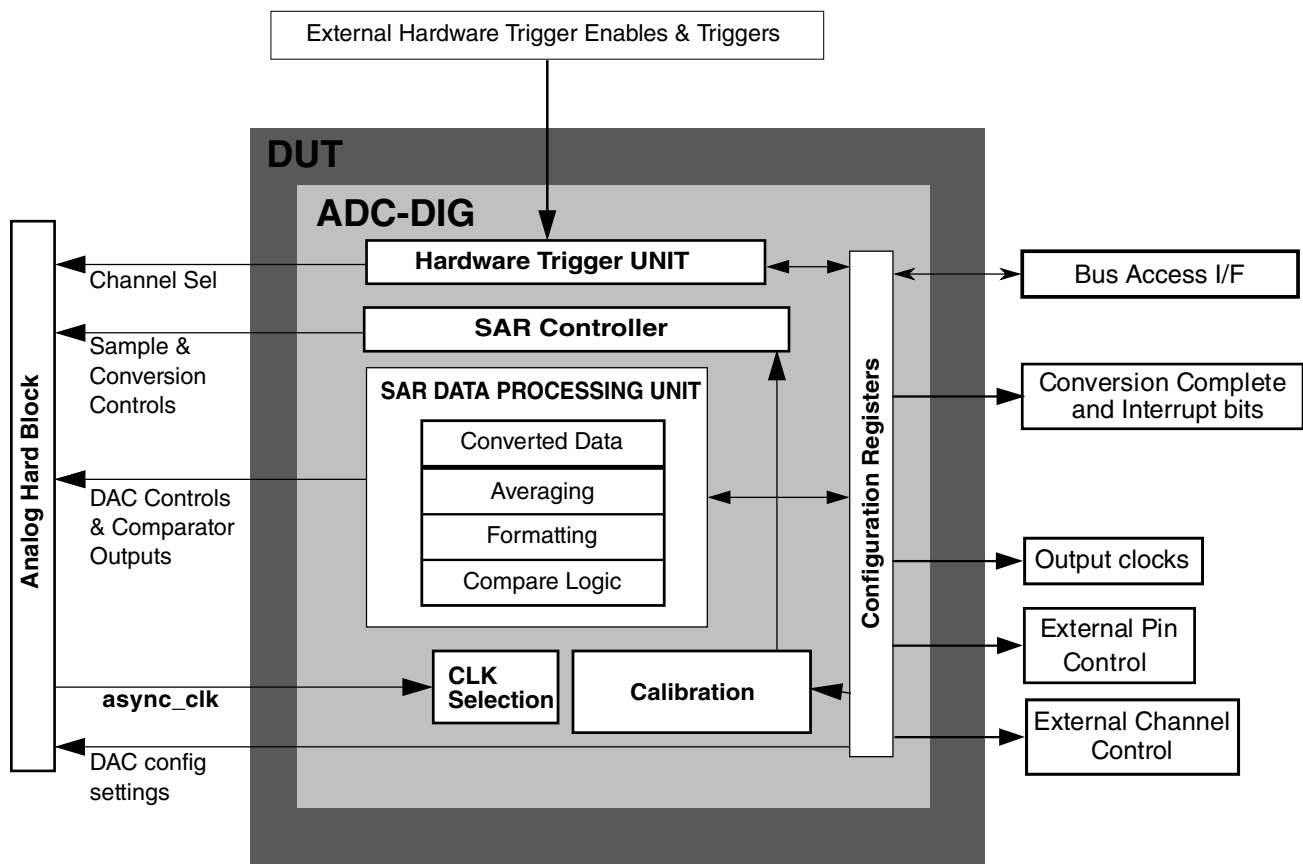 External Hardware Trigger Enables & Triggers
DUT
ADC-DIG
Analog Hard Block
Channel Sel
Sample &
Conversion
Controls
DAC Controls
& Comparator
Outputs
async_clk
DAC config
settings
Hardware Trigger UNIT
SAR Controller
SAR DATA PROCESSING UNIT
Converted Data
Averaging
Formatting
Compare Logic
CLK
Selection
Calibration
Configuration Registers
Bus Access I/F
Conversion Complete
and Interrupt bits
Output clocks
External Pin
Control
External Channel
Control